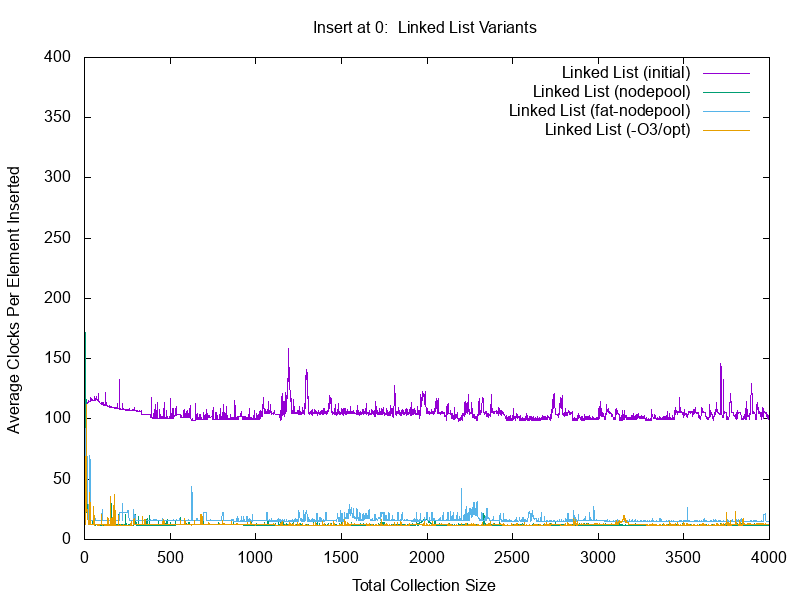 Insert at 0:  Linked List Variants
400
350
300
250
200
150
100
50
0
Average Clocks Per Element Inserted
Linked List (initial)
Linked List (nodepool)
Linked List (fat-nodepool)
Linked List (-O3/opt)
0 500 1000 1500 2000 2500 3000 3500 4000
Total Collection Size